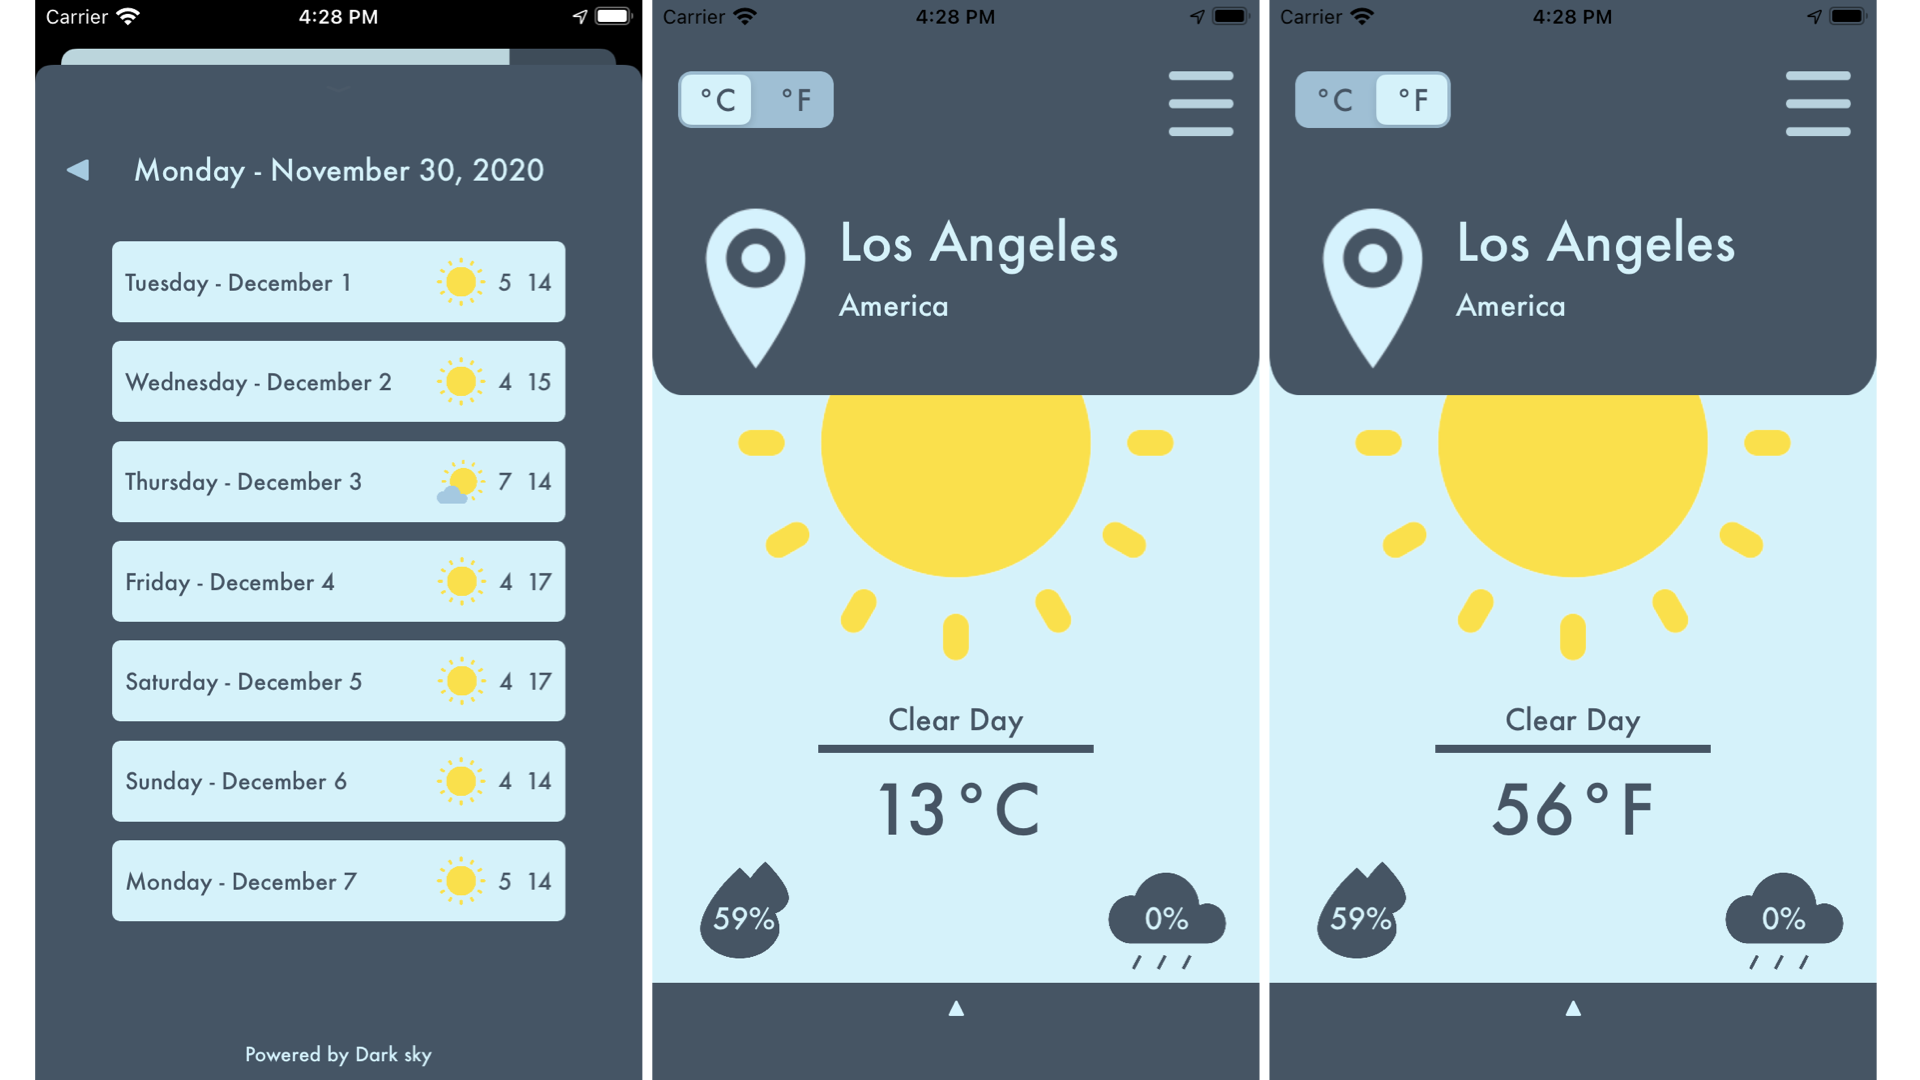 Carrier 4:28 PM
Monday - November 30, 2020
Tuesday - December 1 5 14
Wednesday - December 2 4 15
Thursday - December 3 7 14
Friday - December 4 4 17
Saturday - December 5 4 17
Sunday - December 6 4 14
Monday - December 7 5 14
Powered by Dark sky
Carrier 4:28 PM
°C °F
Los Angeles
America
Clear Day
13°C
59% 0%
Carrier 4:28 PM
°C °F
Los Angeles
America
Clear Day
56°F
59% 0%